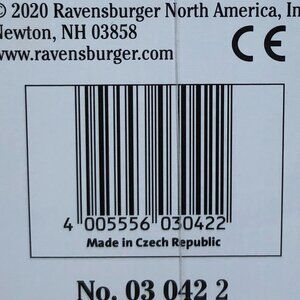 © 2020 Ravensburger North America, In
Newton, NH 03858
www.ravensburger.com
CE
4 005556 030422
Made in Czech Republic
No. 03 042 2